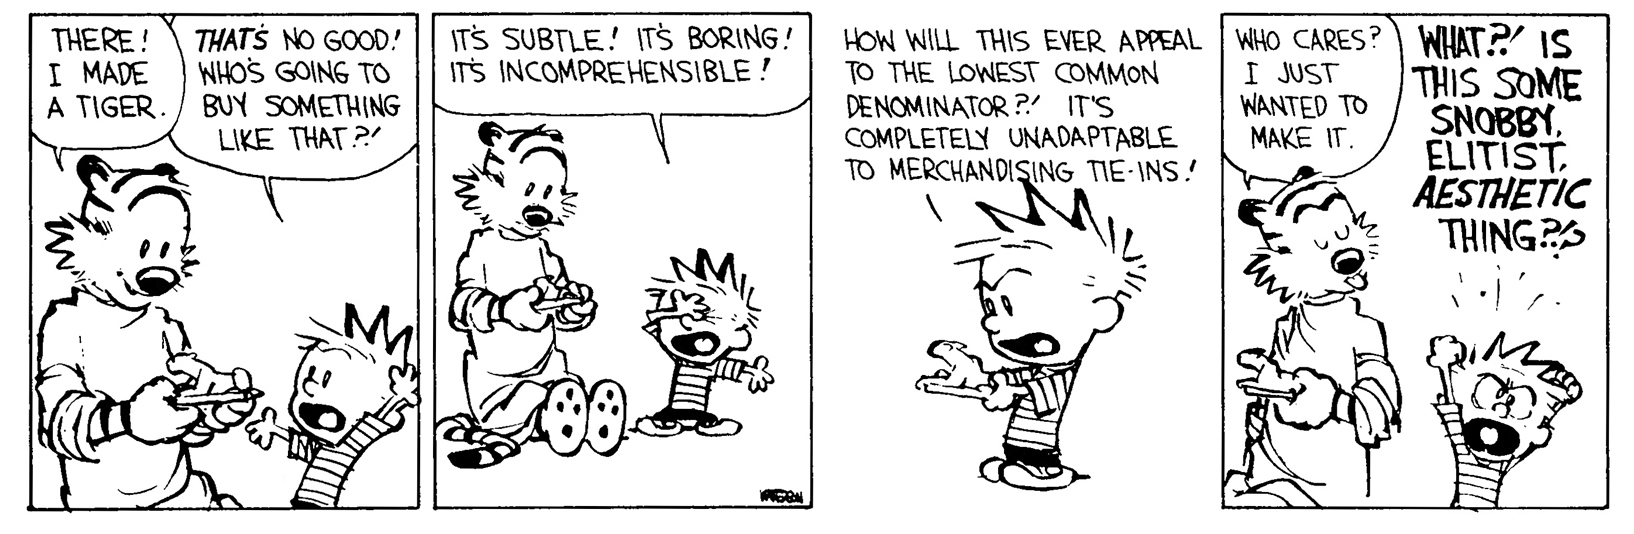 THERE!
I MADE
A TIGER.
THAT'S NO GOOD!
WHO'S GOING TO
BUY SOMETHING
LIKE THAT?!
IT'S SUBTLE! IT'S BORING!
IT'S INCOMPREHENSIBLE!
WATTERSON
HOW WILL THIS EVER APPEAL
TO THE LOWEST COMMON
DENOMINATOR?! IT'S
COMPLETELY UNADAPTABLE
TO MERCHANDISING TIE-INS!
WHO CARES?
I JUST
WANTED TO
MAKE IT.
WHAT?! IS
THIS SOME
SNOBBY,
ELITIST,
AESTHETIC
THING?!?